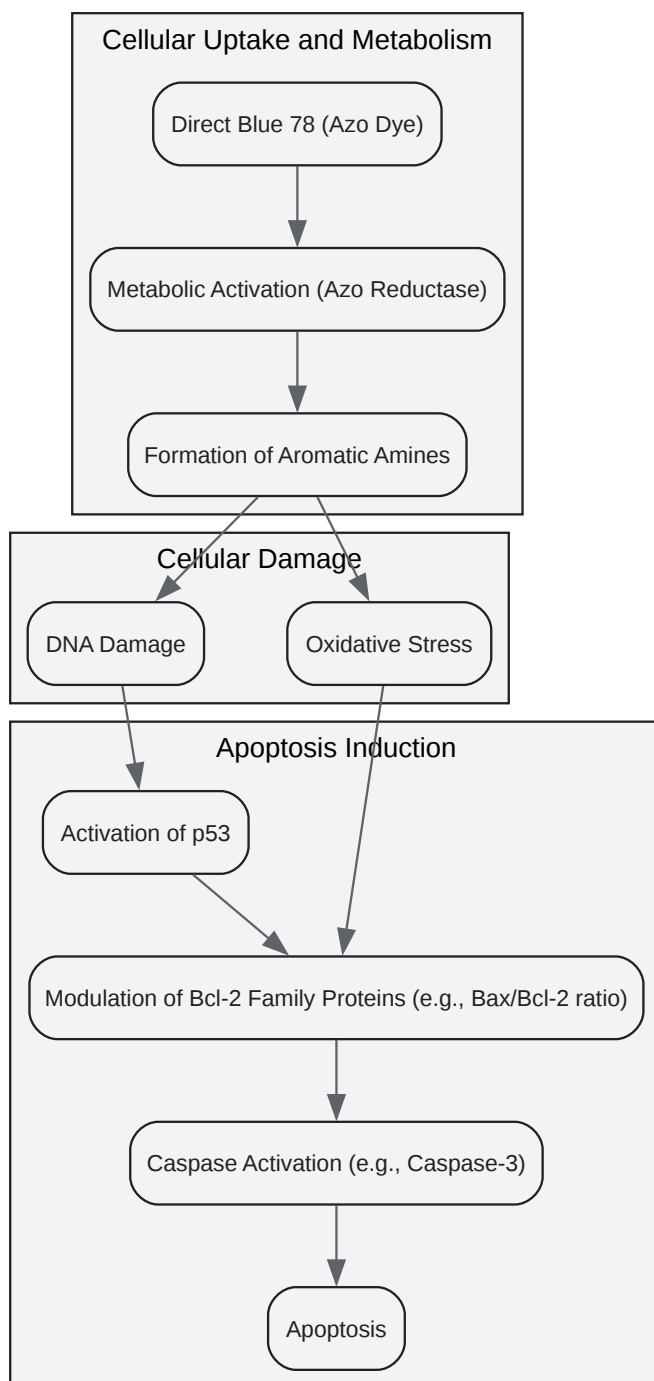 Cellular Uptake and Metabolism
Direct Blue 78 (Azo Dye)
Metabolic Activation (Azo Reductase)
Formation of Aromatic Amines
Cellular Damage
DNA Damage
Oxidative Stress
Apoptosis Induction
Activation of p53
Modulation of Bcl-2 Family Proteins (e.g., Bax/Bcl-2 ratio)
Caspase Activation (e.g., Caspase-3)
Apoptosis